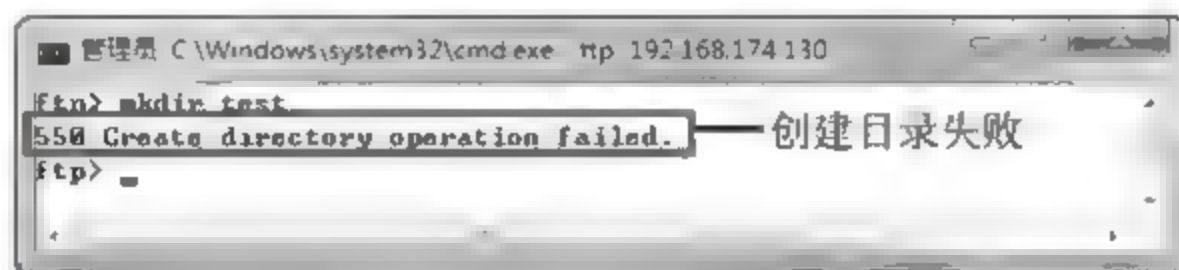 管理员 C:\Windows\system32\cmd.exe ftp 192.168.174.130
ftp> mkdir test
550 Create directory operation failed.
创建目录失败
ftp>